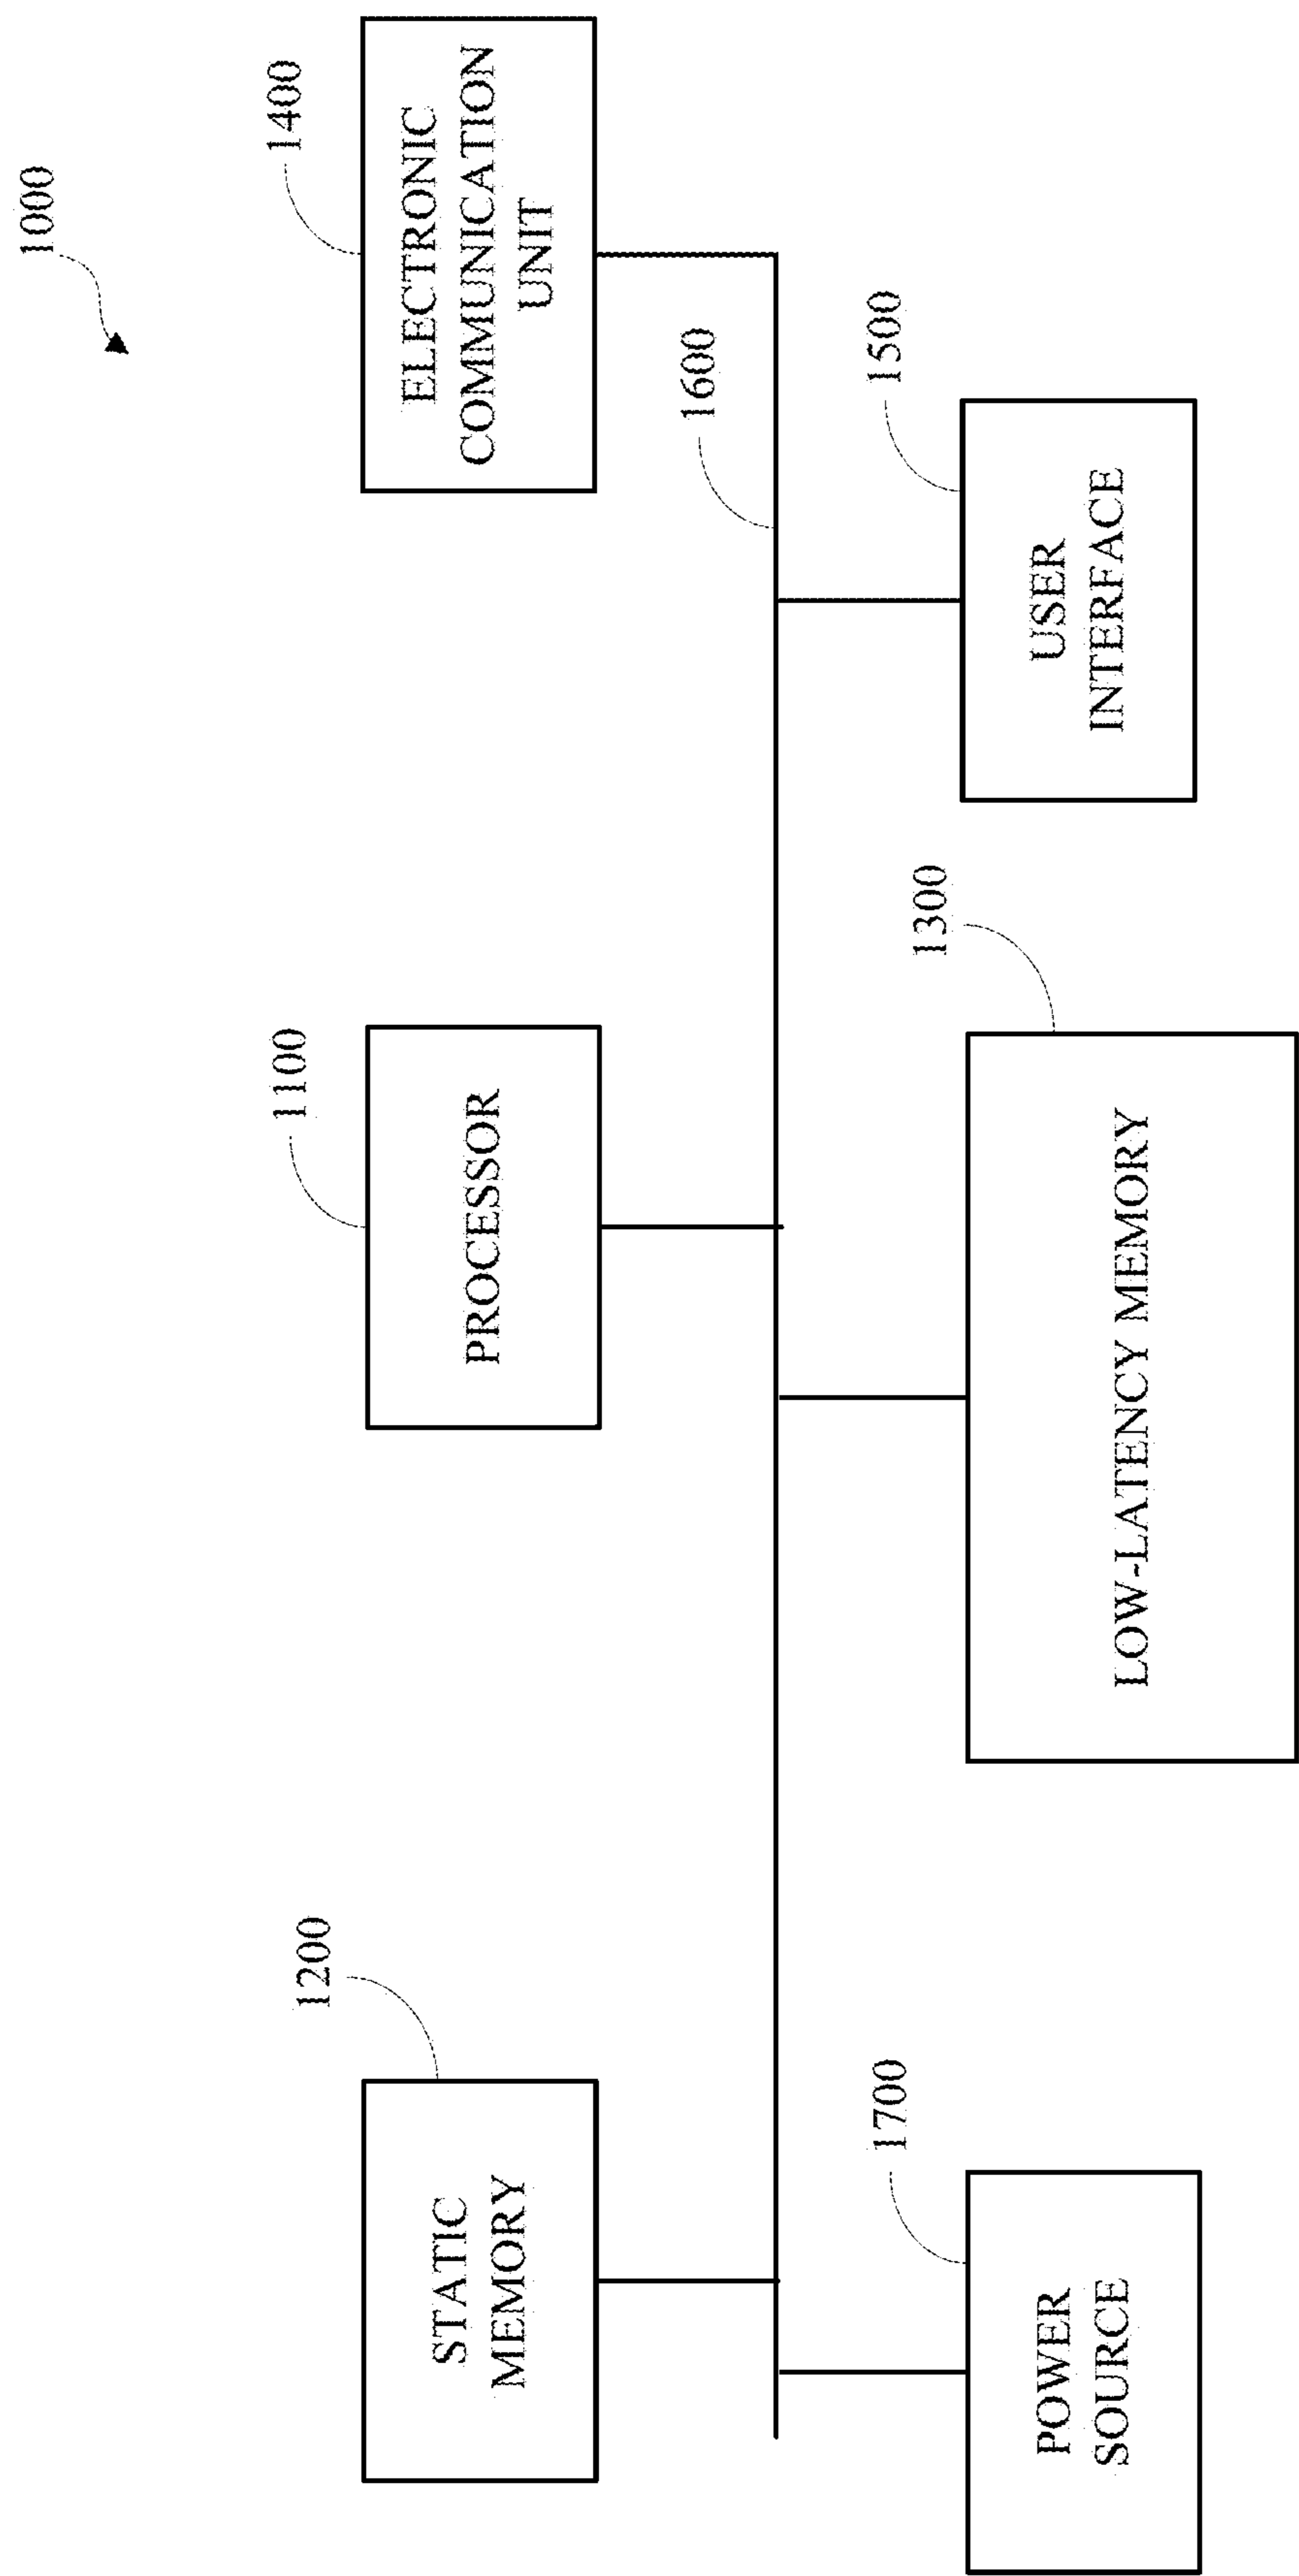 1000
1200
STATIC
MEMORY
1100
PROCESSOR
1400
ELECTRONIC
COMMUNICATION
UNIT
1600
1700
POWER
SOURCE
1300
LOW-LATENCY MEMORY
1500
USER
INTERFACE